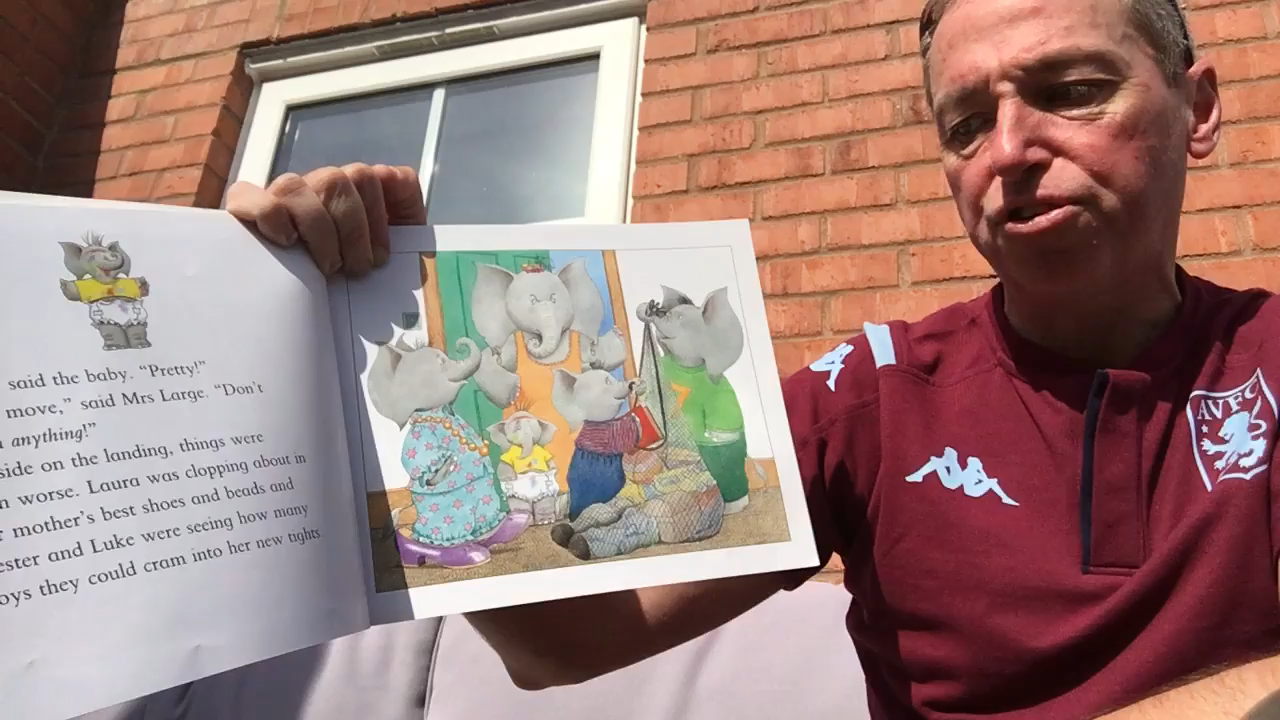 said the baby. "Pretty!"
move," said Mrs Large. "Don't
anything!"
side on the landing, things were
worse. Laura was clopping about in
mother's best shoes and beads and
ester and Luke were seeing how many
oys they could cram into her new tights.
AVFC